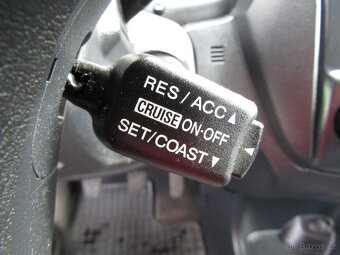 RES/ACC▲
CRUISE ON·OFF ◄
SET/COAST▼
Bazos.cz